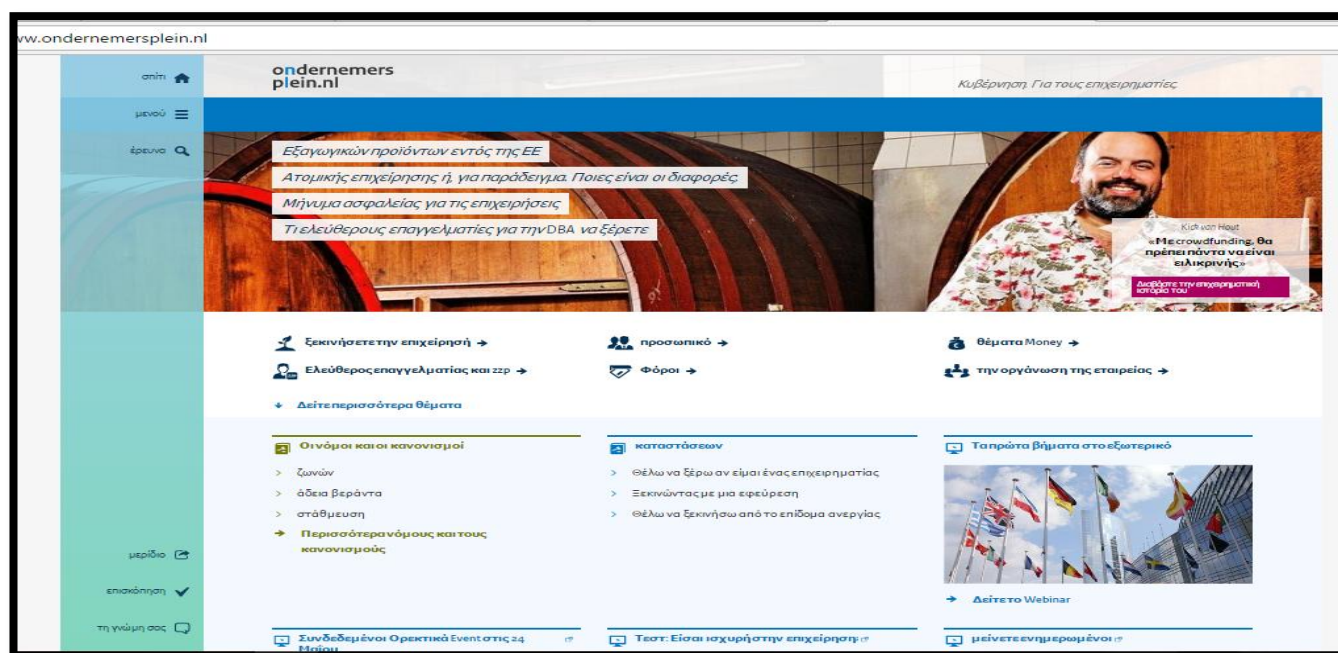 ww.ondernemersplein.nl
σπίτι
μενού
έρευνα
ondernemers
plein.nl
Κυβέρνηση. Για τους επιχειρηματίες.
Εξαγωγικών προϊόντων εντός της ΕΕ
Ατομικής επιχείρησης ή, για παράδειγμα. Ποιες είναι οι διαφορές;
Μήνυμα ασφαλείας για τις επιχειρήσεις
Τι ελεύθερους επαγγελματίες για την DBA να ξέρετε
Kick van Hout
«Με crowdfunding, θα
πρέπει πάντα να είναι
ειλικρινής»
Διαβάστε την επιχειρηματική
ιστορία του
ξεκινήσετε την επιχείρησή
προσωπικό
θέματα Money
Ελεύθερος επαγγελματίας και zzp
Φόροι
την οργάνωση της εταιρείας
Δείτε περισσότερα θέματα
Οι νόμοι και οι κανονισμοί
ζωνών
άδεια βεράντα
στάθμευση
Περισσότερα νόμους και τους
κανονισμούς
καταστάσεων
Θέλω να ξέρω αν είμαι ένας επιχειρηματίας
Ξεκινώντας με μια εφεύρεση
Θέλω να ξεκινήσω από το επίδομα ανεργίας
Τα πρώτα βήματα στο εξωτερικό
Δείτε το Webinar
μερίδιο
επισκόπηση
τη γνώμη σας
Συνδεδεμένοι Ορεκτικά Event στις 24
Μαΐου
Τεστ: Είσαι ισχυρή στην επιχείρηση;
μείνετε ενημερωμένοι